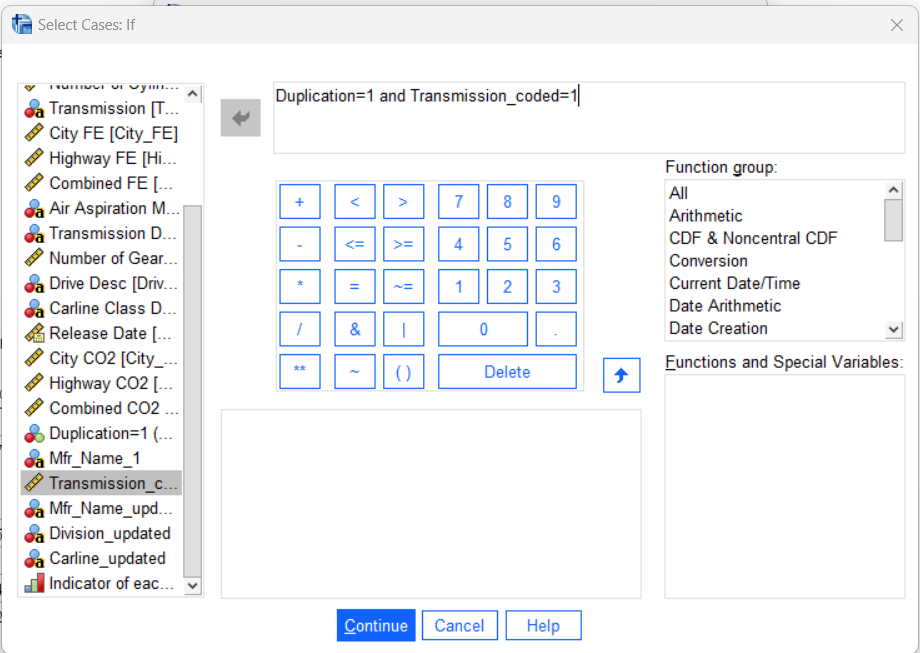 Select Cases: If
Number of Cylin...
Transmission [T...
City FE [City_FE]
Highway FE [Hi...
Combined FE [...
Air Aspiration M...
Transmission D...
Number of Gear...
Drive Desc [Driv...
Carline Class D...
Release Date [...
City CO2 [City_...
Highway CO2 [...
Combined CO2 ...
Duplication=1 (...
Mfr_Name_1
Transmission_c...
Mfr_Name_upd...
Division_updated
Carline_updated
Indicator of eac...
Duplication=1 and Transmission_coded=1
+ < > 7 8 9
- <= >= 4 5 6
* = ~= 1 2 3
/ & | 0 .
** ~ ( ) Delete
Function group:
All
Arithmetic
CDF & Noncentral CDF
Conversion
Current Date/Time
Date Arithmetic
Date Creation
Functions and Special Variables:
Continue Cancel Help